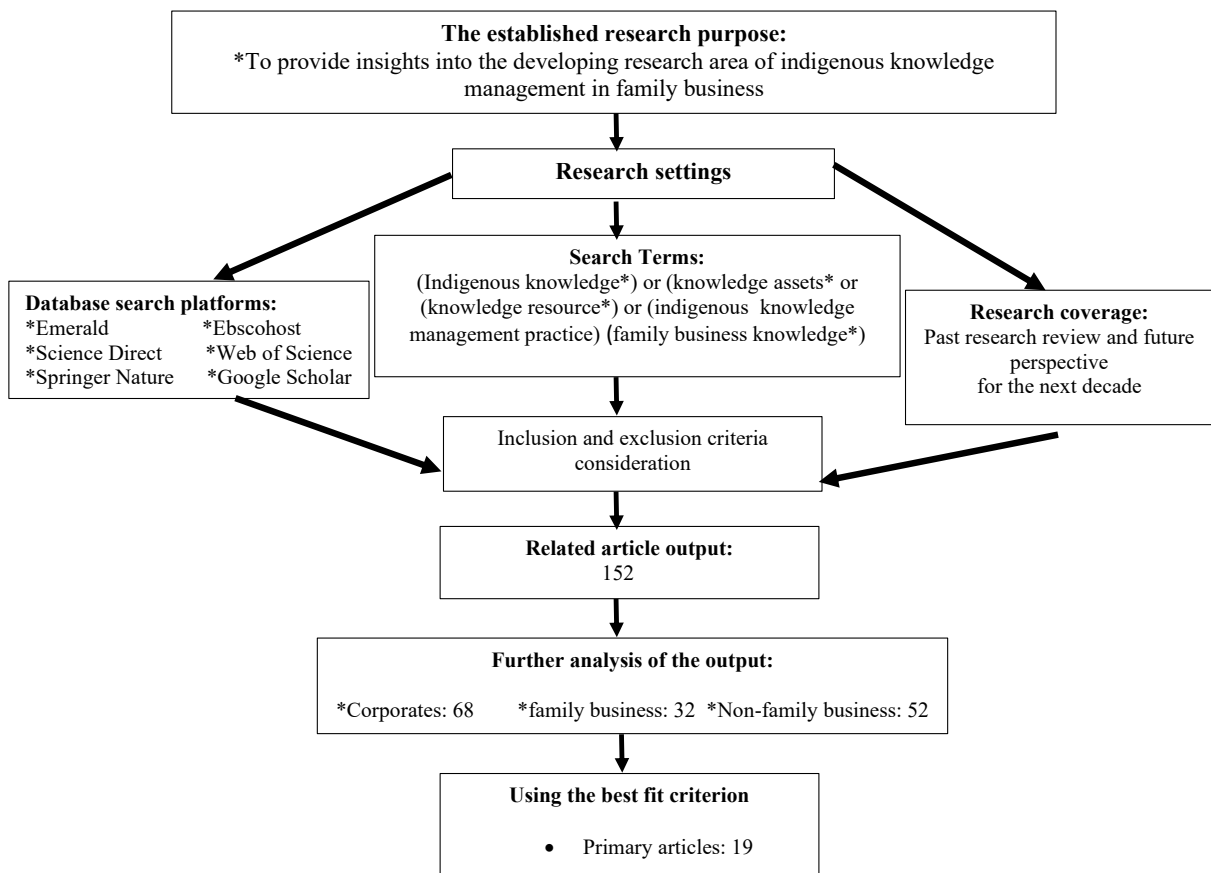 The established research purpose:
*To provide insights into the developing research area of indigenous knowledge
management in family business
Research settings
Database search platforms:
*Emerald *Ebscohost
*Science Direct *Web of Science
*Springer Nature *Google Scholar
Search Terms:
(Indigenous knowledge*) or (knowledge assets* or
(knowledge resource*) or (indigenous knowledge
management practice) (family business knowledge*)
Research coverage:
Past research review and future
perspective
for the next decade
Inclusion and exclusion criteria
consideration
Related article output:
152
Further analysis of the output:
*Corporates: 68 *family business: 32 *Non-family business: 52
Using the best fit criterion
• Primary articles: 19